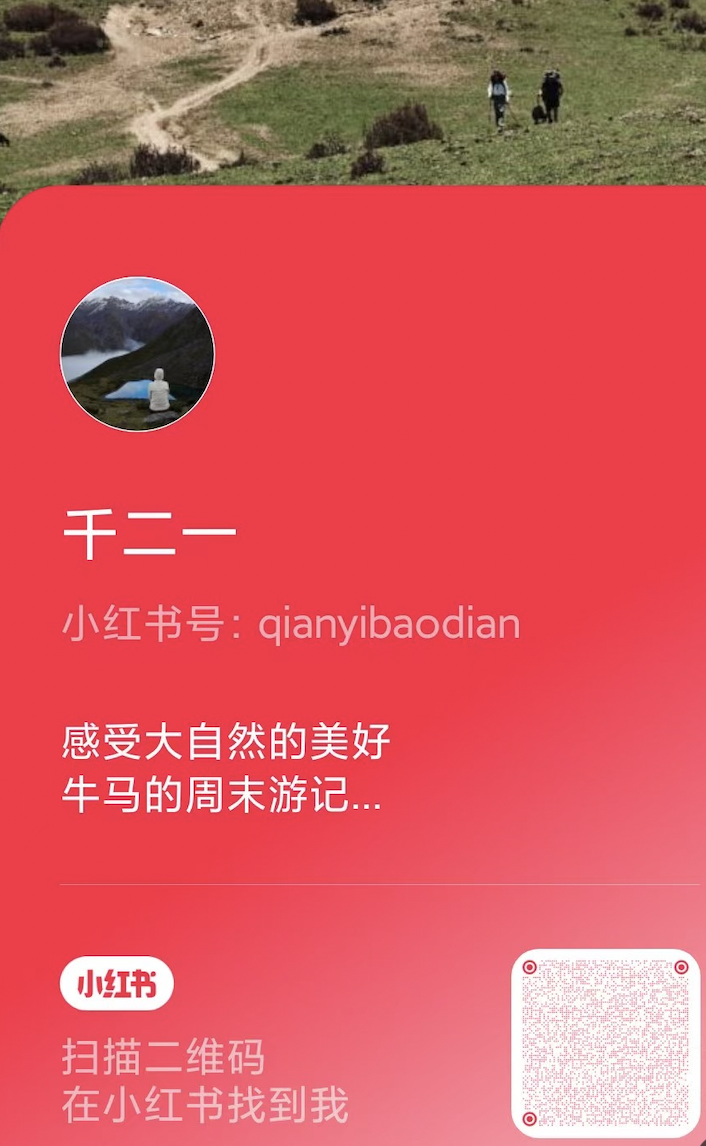 千二一
小红书号：qianyibaodian
感受大自然的美好
牛马的周末游记...
小红书
扫描二维码
在小红书找到我